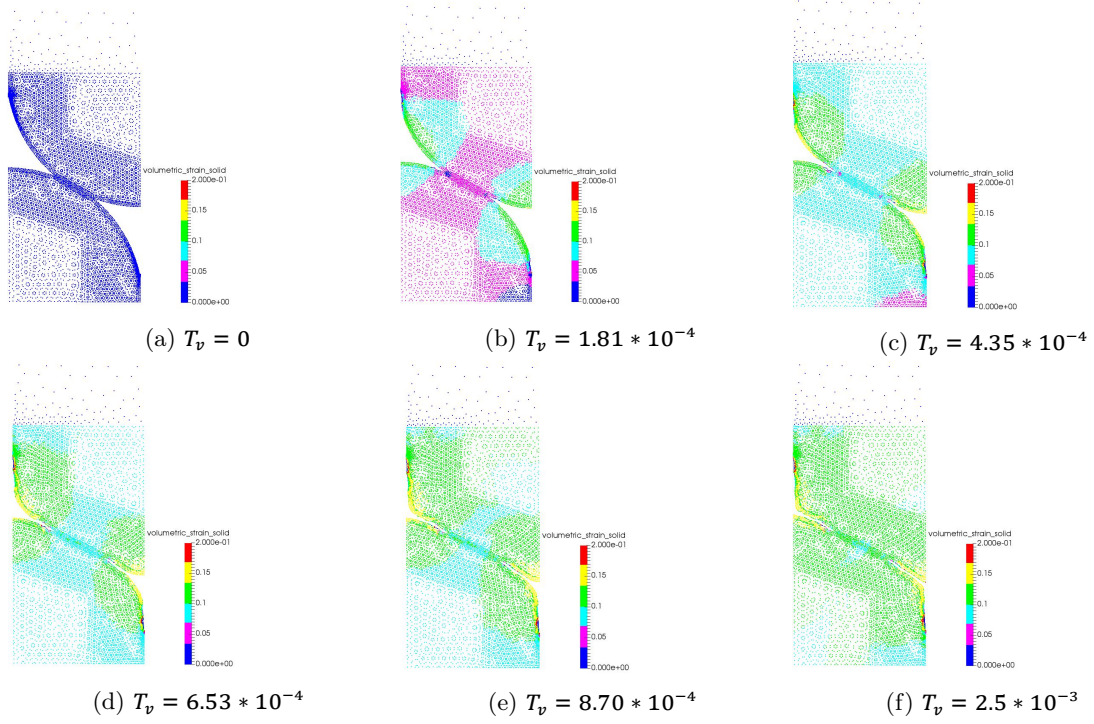 volumetric_strain_solid
2.000e-01
0.15
0.1
0.05
0.000e+00
(a) T_v = 0
volumetric_strain_solid
2.000e-01
0.15
0.1
0.05
0.000e+00
(b) T_v = 1.81 * 10^{-4}
volumetric_strain_solid
2.000e-01
0.15
0.1
0.05
0.000e+00
(c) T_v = 4.35 * 10^{-4}
volumetric_strain_solid
2.000e-01
0.15
0.1
0.05
0.000e+00
(d) T_v = 6.53 * 10^{-4}
volumetric_strain_solid
2.000e-01
0.15
0.1
0.05
0.000e+00
(e) T_v = 8.70 * 10^{-4}
volumetric_strain_solid
2.000e-01
0.15
0.1
0.05
0.000e+00
(f) T_v = 2.5 * 10^{-3}